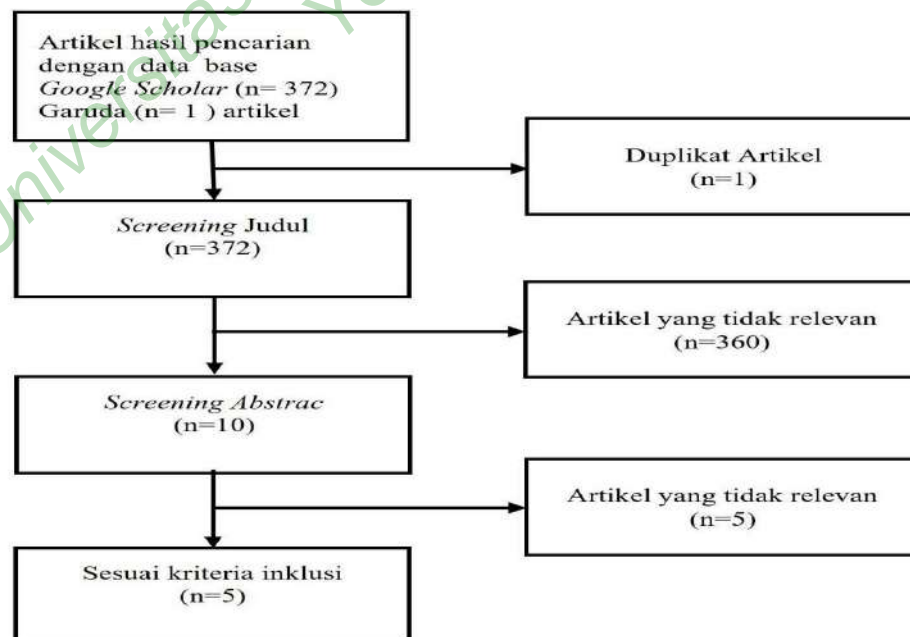 Universitas
Artikel hasil pencarian
dengan data base
Google Scholar (n= 372)
Garuda (n= 1 ) artikel
Duplikat Artikel
(n=1)
Screening Judul
(n=372)
Artikel yang tidak relevan
(n=360)
Screening Abstrac
(n=10)
Artikel yang tidak relevan
(n=5)
Sesuai kriteria inklusi
(n=5)